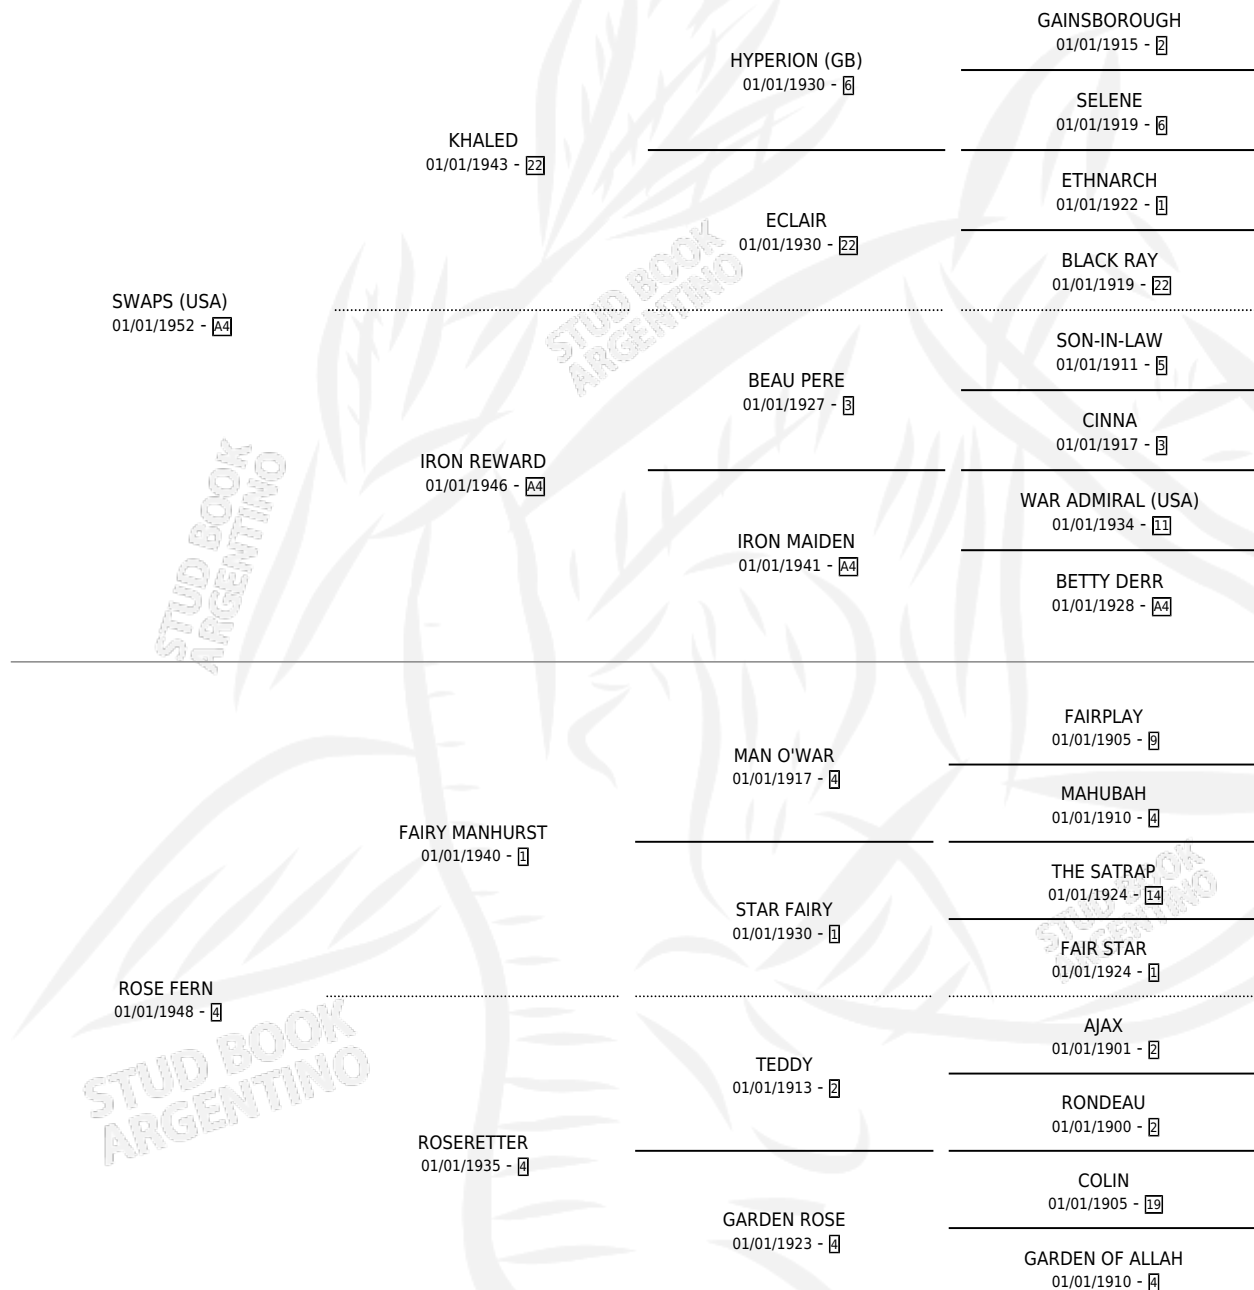 GAINSBOROUGH
01/01/1915 - 2
HYPERION (GB)
01/01/1930 - 6
SELENE
01/01/1919 - 6
KHALED
01/01/1943 - 22
ETHNARCH
01/01/1922 - 1
ECLAIR
01/01/1930 - 22
BLACK RAY
01/01/1919 - 22
SWAPS (USA)
01/01/1952 - A4
STUD BOOK
ARGENTINO
SON-IN-LAW
01/01/1911 - 5
BEAU PERE
01/01/1927 - 3
CINNA
01/01/1917 - 3
IRON REWARD
01/01/1946 - A4
WAR ADMIRAL (USA)
01/01/1934 - 11
IRON MAIDEN
01/01/1941 - A4
BETTY DERR
01/01/1928 - A4
STUD BOOK
ARGENTINO
FAIRPLAY
01/01/1905 - 9
MAN O'WAR
01/01/1917 - 4
MAHUBAH
01/01/1910 - 4
FAIRY MANHURST
01/01/1940 - 1
THE SATRAP
01/01/1924 - 14
STAR FAIRY
01/01/1930 - 1
FAIR STAR
01/01/1924 - 1
STUD BOOK
ARGENTINO
ROSE FERN
01/01/1948 - 4
AJAX
01/01/1901 - 2
TEDDY
01/01/1913 - 2
RONDEAU
01/01/1900 - 2
STUD BOOK
ARGENTINO
ROSERETTER
01/01/1935 - 4
COLIN
01/01/1905 - 19
GARDEN ROSE
01/01/1923 - 4
GARDEN OF ALLAH
01/01/1910 - 4